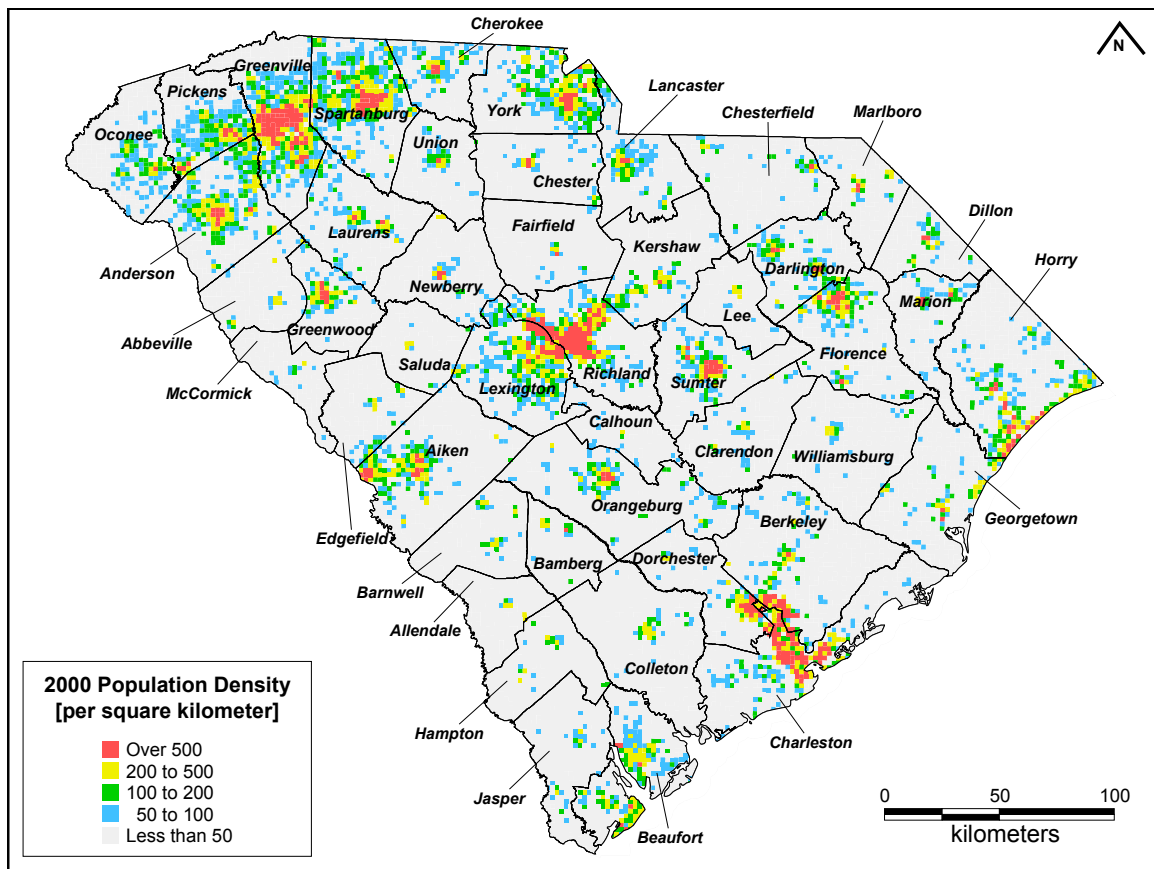 Cherokee
N
Greenville
Pickens
Lancaster
York
Chesterfield
Marlboro
Spartanburg
Oconee
Union
Chester
Dillon
Fairfield
Laurens
Kershaw
Horry
Anderson
Darlington
Newberry
Marion
Lee
Greenwood
Abbeville
Florence
Saluda
Richland
Sumter
McCormick
Lexington
Calhoun
Aiken
Clarendon
Williamsburg
Orangeburg
Georgetown
Berkeley
Edgefield
Dorchester
Bamberg
Barnwell
Allendale
Colleton
2000 Population Density
[per square kilometer]
Over 500
200 to 500
100 to 200
50 to 100
Less than 50
Hampton
Charleston
Jasper
Beaufort
0 50 100
kilometers